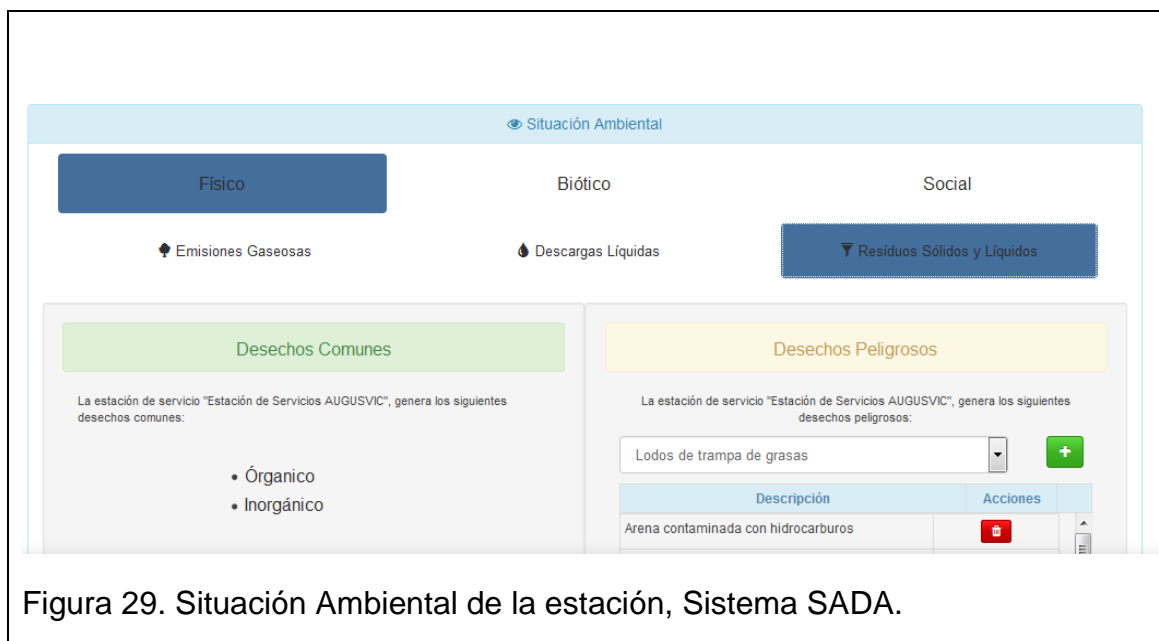 Situación Ambiental
Físico
Biótico
Social
Emisiones Gaseosas
Descargas Líquidas
Resíduos Sólidos y Líquidos
Desechos Comunes
La estación de servicio "Estación de Servicios AUGUSVIC", genera los siguientes
desechos comunes:
• Órganico
• Inorgánico
Desechos Peligrosos
La estación de servicio "Estación de Servicios AUGUSVIC", genera los siguientes
desechos peligrosos:
Lodos de trampa de grasas
Descripción
Acciones
Arena contaminada con hidrocarburos
Figura 29. Situación Ambiental de la estación, Sistema SADA.